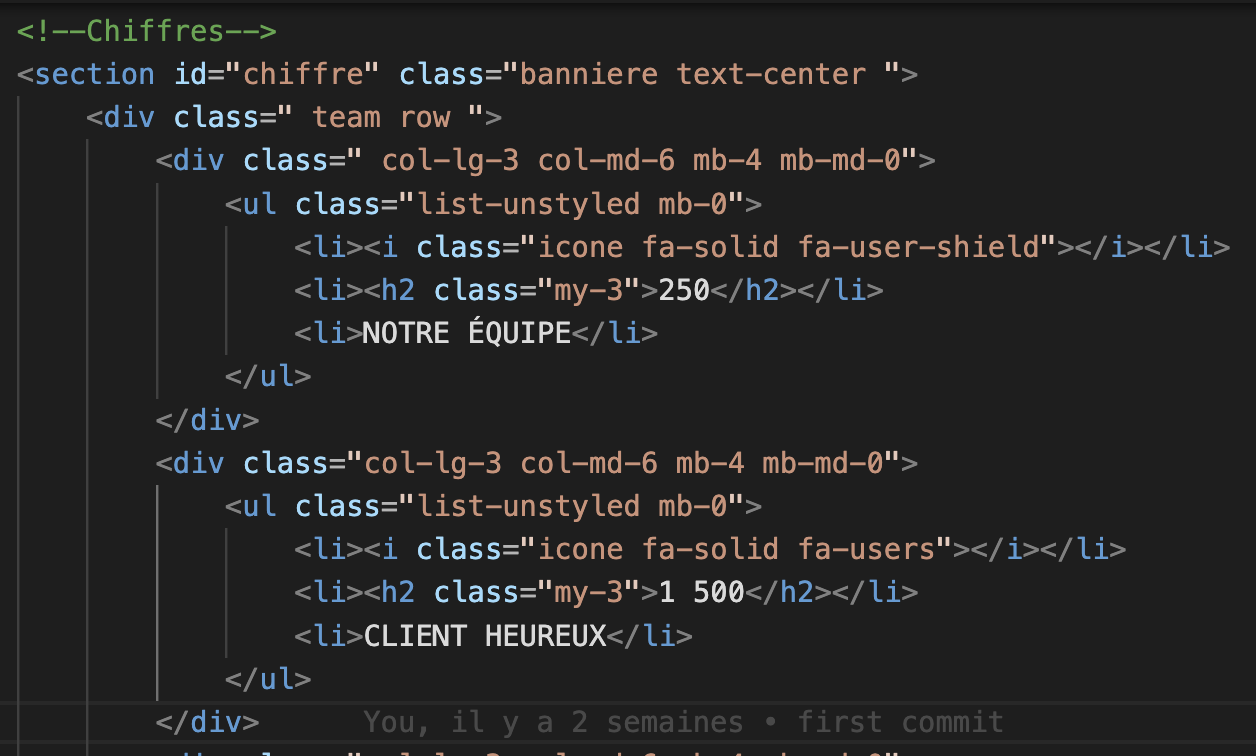 <!--Chiffres-->
<section id="chiffre" class="banniere text-center ">
<div class=" team row ">
<div class=" col-lg-3 col-md-6 mb-4 mb-md-0">
<ul class="list-unstyled mb-0">
<li><i class="icone fa-solid fa-user-shield"></i></li>
<li><h2 class="my-3">250</h2></li>
<li>NOTRE ÉQUIPE</li>
</ul>
</div>
<div class="col-lg-3 col-md-6 mb-4 mb-md-0">
<ul class="list-unstyled mb-0">
<li><i class="icone fa-solid fa-users"></i></li>
<li><h2 class="my-3">1 500</h2></li>
<li>CLIENT HEUREUX</li>
</ul>
</div> You, il y a 2 semaines • first commit